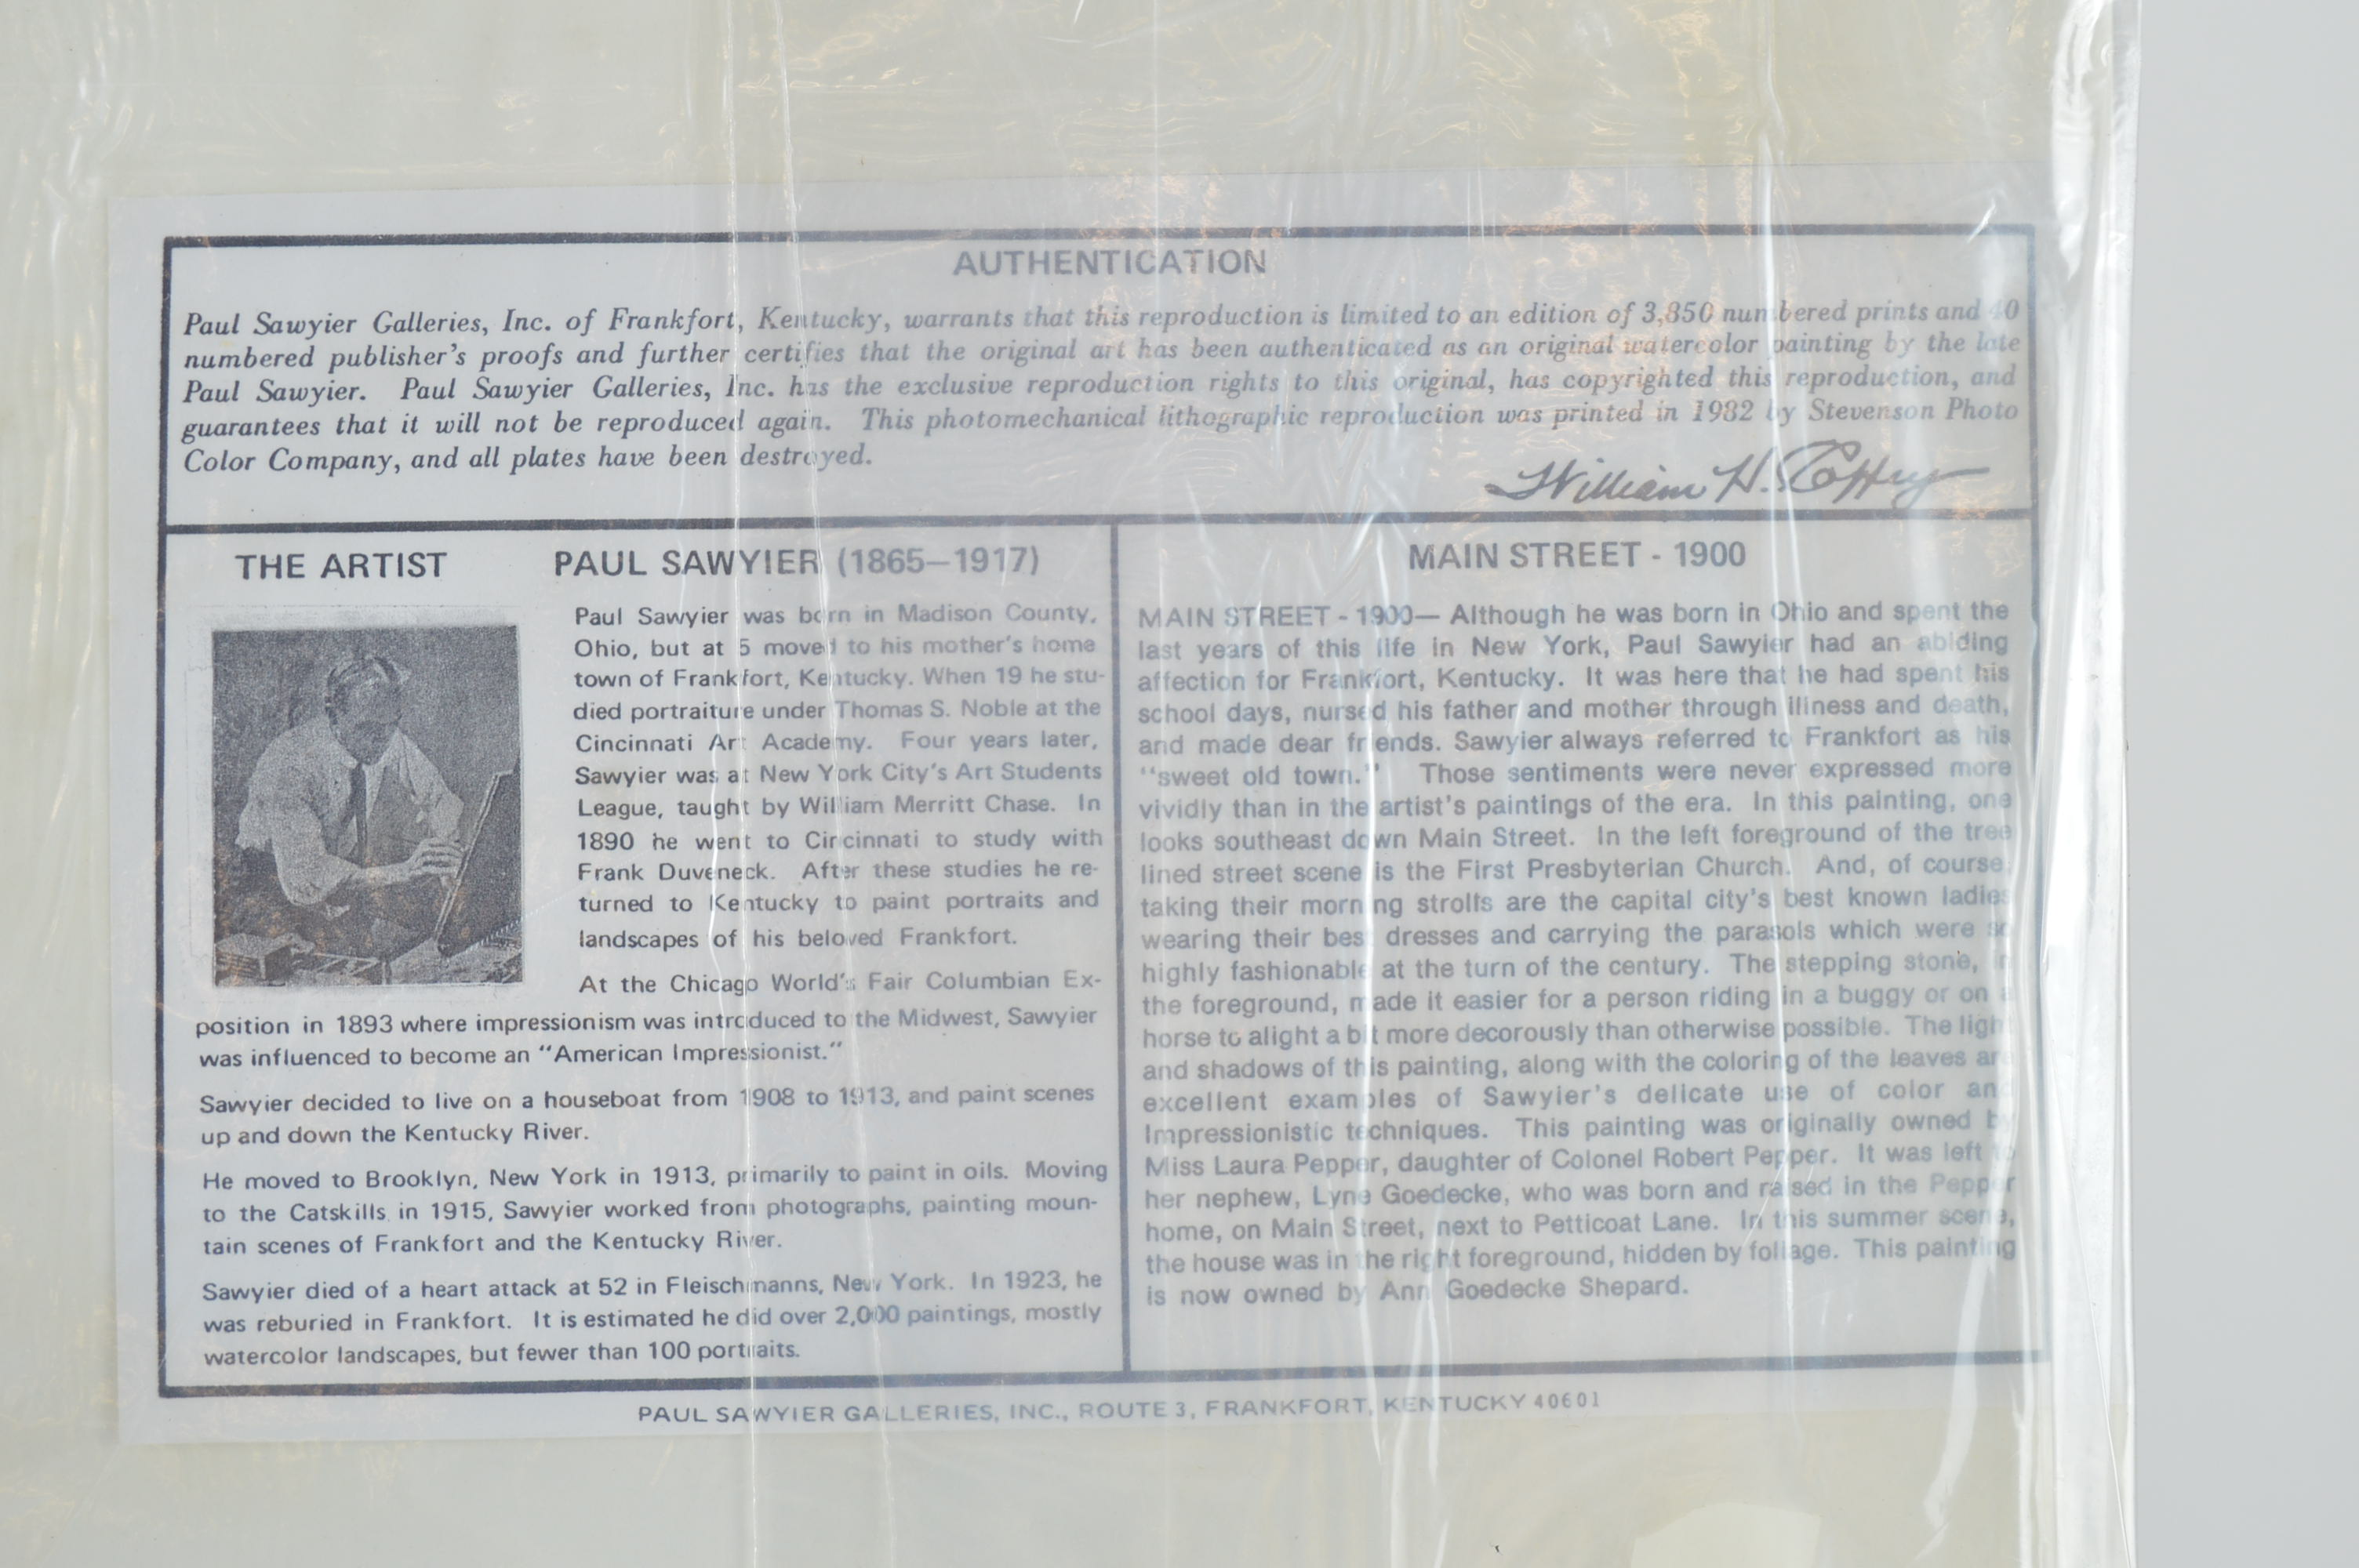 AUTHENTICATION
Paul Sawyier Galleries, Inc. of Frankfort, Kentucky, warrants that this reproduction is limited to an edition of 3,850 numbered prints and 40
numbered publisher's proofs and further certifies that the original art has been authenticated as an original watercolor painting by the late
Paul Sawyier. Paul Sawyier Galleries, Inc. has the exclusive reproduction rights to this original, has copyrighted this reproduction, and
guarantees that it will not be reproduced again. This photomechanical lithographic reproduction was printed in 1982 by Stevenson Photo
Color Company, and all plates have been destroyed.
William H. Coffey
THE ARTIST PAUL SAWYIER (1865–1917)
Paul Sawyier was born in Madison County,
Ohio, but at 5 moved to his mother's home
town of Frankfort, Kentucky. When 19 he stu-
died portraiture under Thomas S. Noble at the
Cincinnati Art Academy. Four years later,
Sawyier was at New York City's Art Students
League, taught by William Merritt Chase. In
1890 he went to Cincinnati to study with
Frank Duveneck. After these studies he re-
turned to Kentucky to paint portraits and
landscapes of his beloved Frankfort.
At the Chicago World's Fair Columbian Ex-
position in 1893 where impressionism was introduced to the Midwest, Sawyier
was influenced to become an "American Impressionist."
Sawyier decided to live on a houseboat from 1908 to 1913, and paint scenes
up and down the Kentucky River.
He moved to Brooklyn, New York in 1913, primarily to paint in oils. Moving
to the Catskills in 1915, Sawyier worked from photographs, painting moun-
tain scenes of Frankfort and the Kentucky River.
Sawyier died of a heart attack at 52 in Fleischmanns, New York. In 1923, he
was reburied in Frankfort. It is estimated he did over 2,000 paintings, mostly
watercolor landscapes, but fewer than 100 portraits.
MAIN STREET - 1900
MAIN STREET - 1900— Although he was born in Ohio and spent the
last years of this life in New York, Paul Sawyier had an abiding
affection for Frankfort, Kentucky. It was here that he had spent his
school days, nursed his father and mother through illness and death,
and made dear friends. Sawyier always referred to Frankfort as his
"sweet old town." Those sentiments were never expressed more
vividly than in the artist's paintings of the era. In this painting, one
looks southeast down Main Street. In the left foreground of the tree
lined street scene is the First Presbyterian Church. And, of course,
taking their morning strolls are the capital city's best known ladies
wearing their best dresses and carrying the parasols which were so
highly fashionable at the turn of the century. The stepping stone, in
the foreground, made it easier for a person riding in a buggy or on a
horse to alight a bit more decorously than otherwise possible. The light
and shadows of this painting, along with the coloring of the leaves are
excellent examples of Sawyier's delicate use of color and
Impressionistic techniques. This painting was originally owned by
Miss Laura Pepper, daughter of Colonel Robert Pepper. It was left to
her nephew, Lyne Goedecke, who was born and raised in the Pepper
home, on Main Street, next to Petticoat Lane. In this summer scene,
the house was in the right foreground, hidden by foliage. This painting
is now owned by Ann Goedecke Shepard.
PAUL SAWYIER GALLERIES, INC., ROUTE 3, FRANKFORT, KENTUCKY 40601